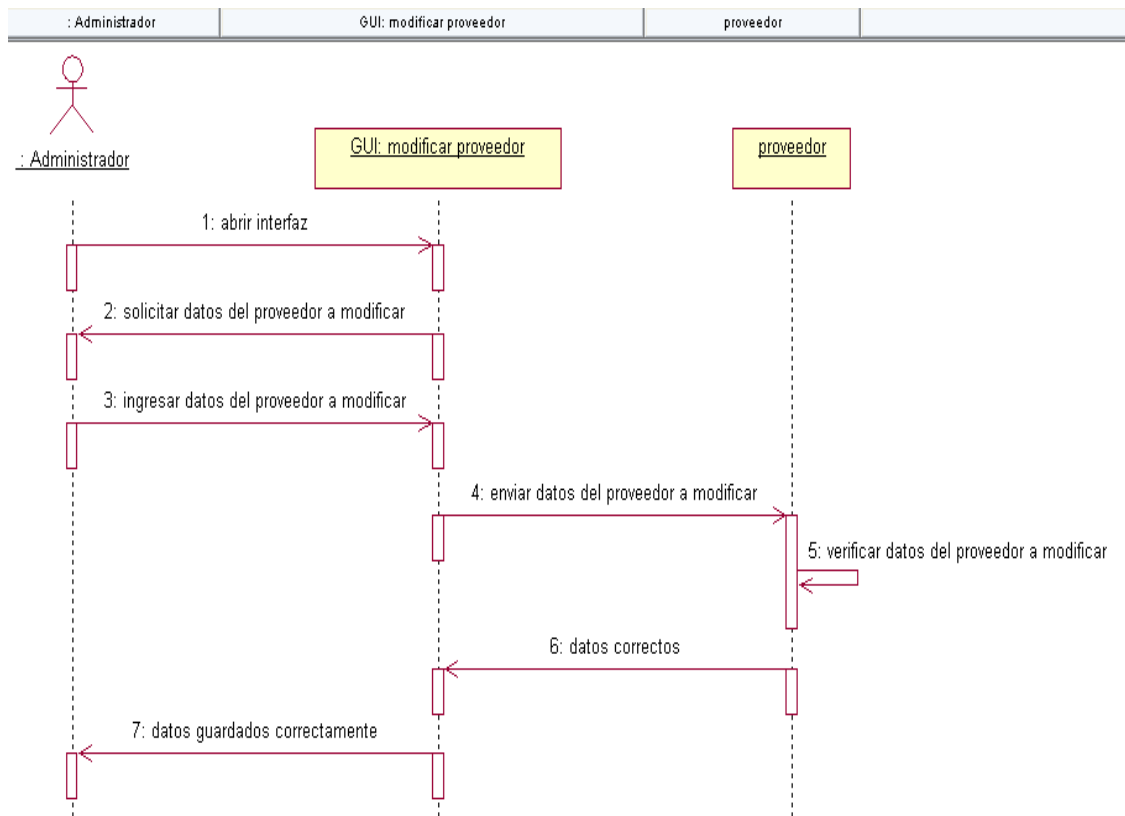 : Administrador
GUI: modificar proveedor
proveedor
: Administrador
GUI: modificar proveedor
proveedor
1: abrir interfaz
2: solicitar datos del proveedor a modificar
3: ingresar datos del proveedor a modificar
4: enviar datos del proveedor a modificar
5: verificar datos del proveedor a modificar
6: datos correctos
7: datos guardados correctamente